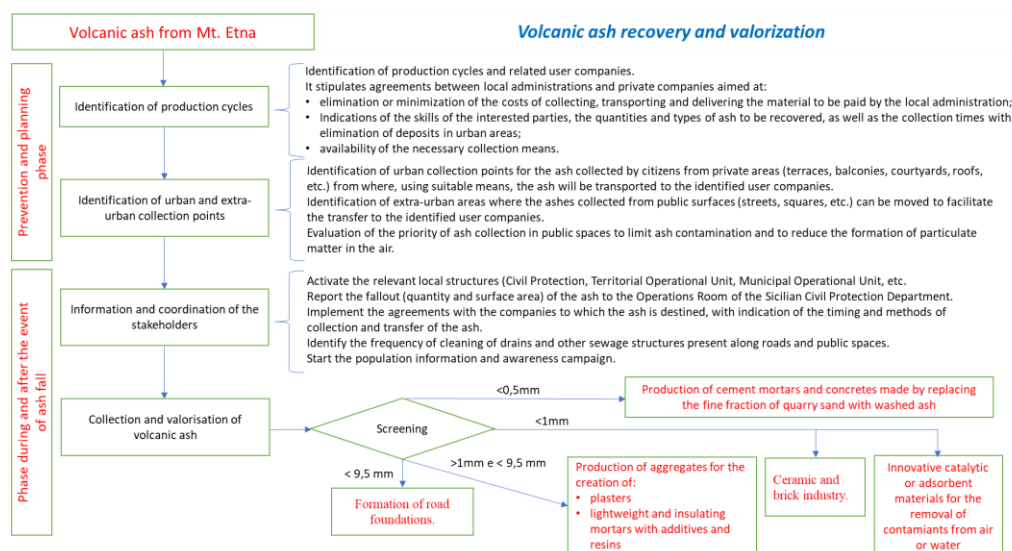 Volcanic ash from Mt. Etna
Volcanic ash recovery and valorization
Prevention and planning
phase
Identification of production cycles
Identification of production cycles and related user companies.
It stipulates agreements between local administrations and private companies aimed at:
• elimination or minimization of the costs of collecting, transporting and delivering the material to be paid by the local administration;
• Indications of the skills of the interested parties, the quantities and types of ash to be recovered, as well as the collection times with
elimination of deposits in urban areas;
• availability of the necessary collection means.
Identification of urban and extra-
urban collection points
Identification of urban collection points for the ash collected by citizens from private areas (terraces, balconies, courtyards, roofs,
etc.) from where, using suitable means, the ash will be transported to the identified user companies.
Identification of extra-urban areas where the ashes collected from public surfaces (streets, squares, etc.) can be moved to facilitate
the transfer to the identified user companies.
Evaluation of the priority of ash collection in public spaces to limit ash contamination and to reduce the formation of particulate
matter in the air.
Phase during and after the event
of ash fall
Information and coordination of the
stakeholders
Activate the relevant local structures (Civil Protection, Territorial Operational Unit, Municipal Operational Unit, etc.
Report the fallout (quantity and surface area) of the ash to the Operations Room of the Sicilian Civil Protection Department.
Implement the agreements with the companies to which the ash is destined, with indication of the timing and methods of
collection and transfer of the ash.
Identify the frequency of cleaning of drains and other sewage structures present along roads and public spaces.
Start the population information and awareness campaign.
Collection and valorisation of
volcanic ash
Screening
<0,5mm
Production of cement mortars and concretes made by replacing
the fine fraction of quarry sand with washed ash
<1mm
>1mm e < 9,5 mm
< 9,5 mm
Formation of road
foundations.
Production of aggregates for the
creation of:
• plasters
• lightweight and insulating
mortars with additives and
resins
Ceramic and
brick industry.
Innovative catalytic
or adsorbent
materials for the
removal of
contamiants from air
or water